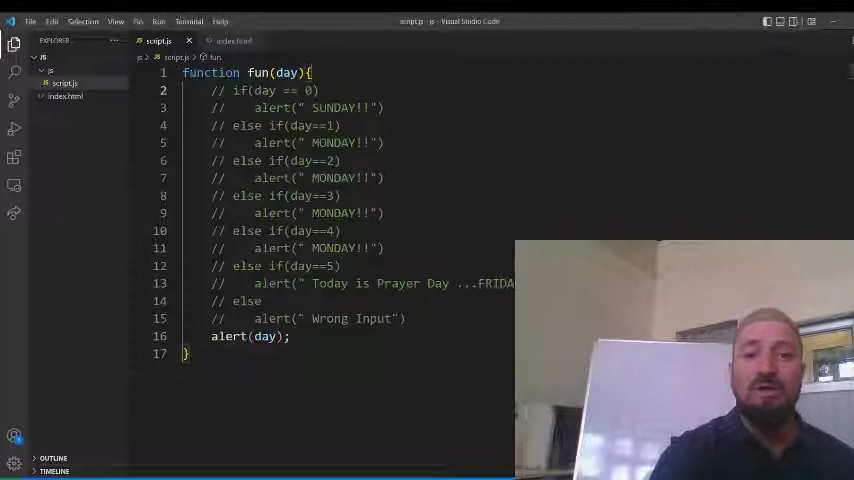 File Edit Selection View Go Run Terminal Help script.js - js - Visual Studio Code
EXPLORER ... script.js × index.html
JS js > script.js > fun
js
script.js
index.html
1 function fun(day){
2 // if(day == 0)
3 // alert(" SUNDAY!!")
4 // else if(day==1)
5 // alert(" MONDAY!!")
6 // else if(day==2)
7 // alert(" MONDAY!!")
8 // else if(day==3)
9 // alert(" MONDAY!!")
10 // else if(day==4)
11 // alert(" MONDAY!!")
12 // else if(day==5)
13 // alert(" Today is Prayer Day ...FRIDA
14 // else
15 // alert(" Wrong Input")
16 alert(day);
17 }
OUTLINE
TIMELINE